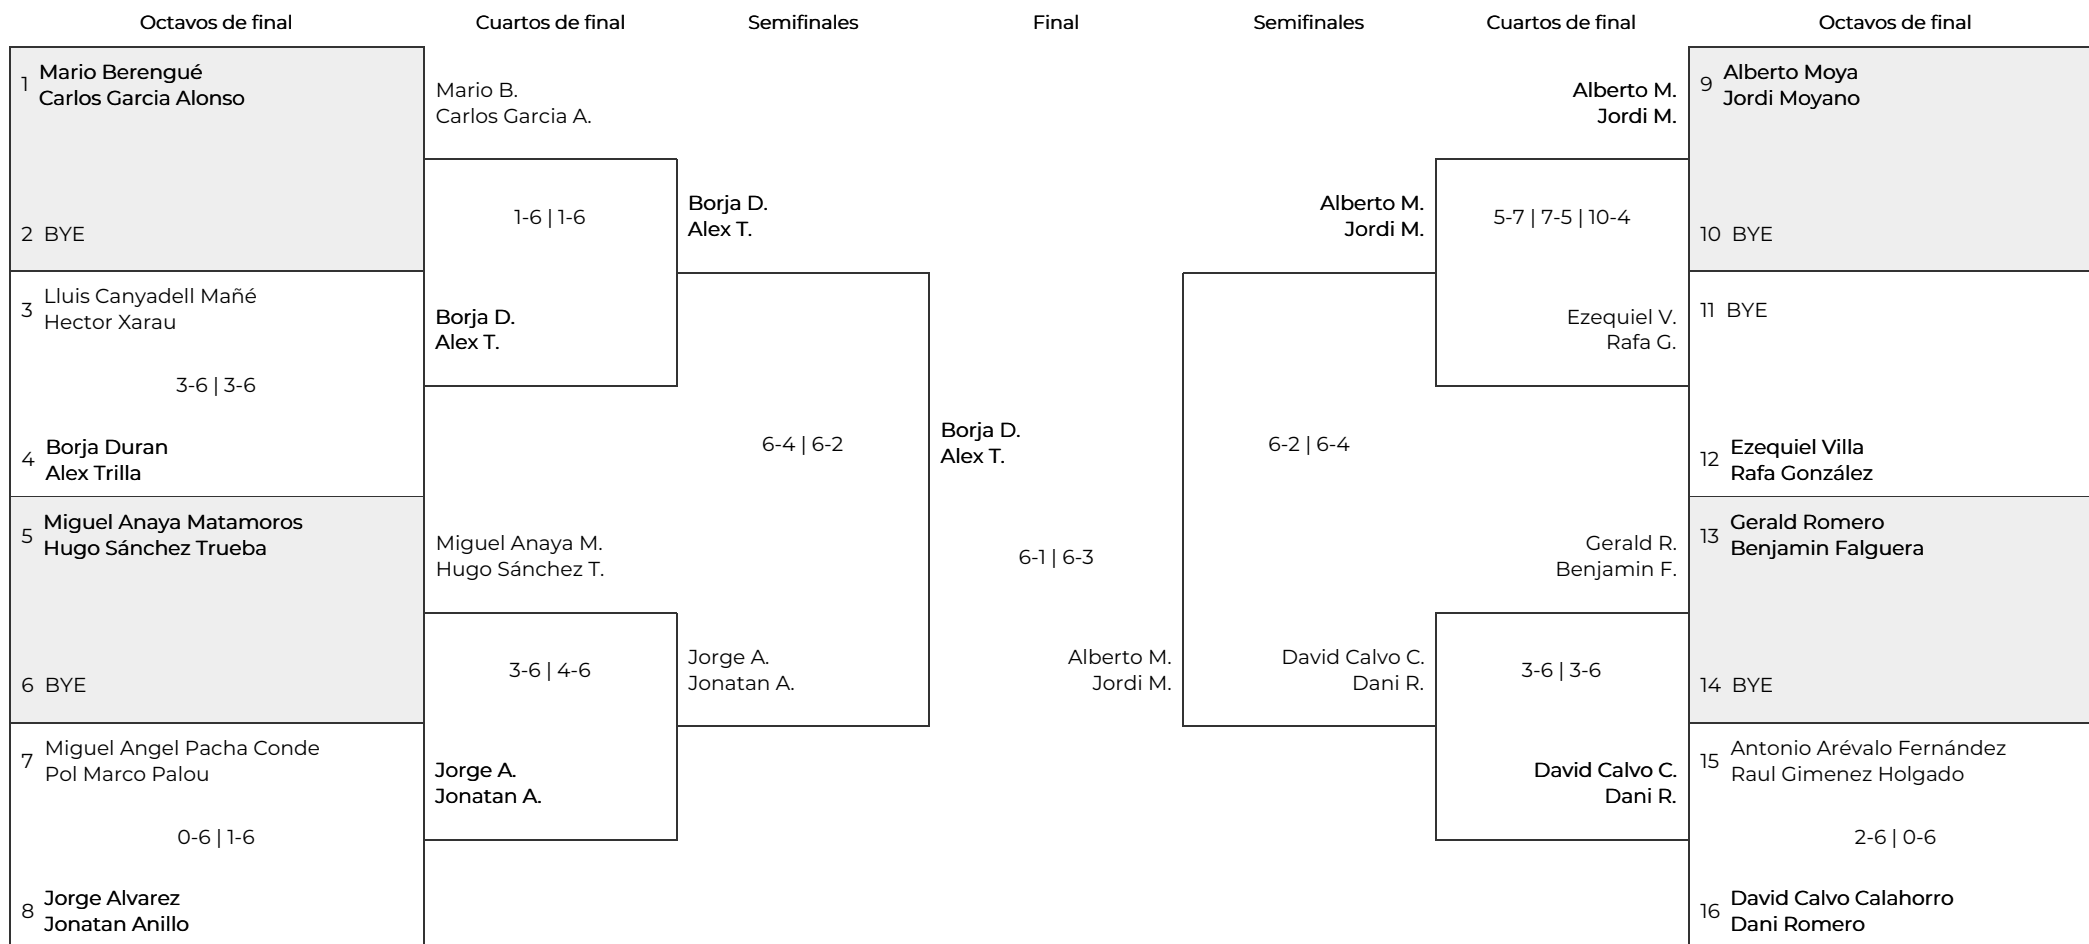 Octavos de final
Cuartos de final
Semifinales
Final
Semifinales
Cuartos de final
Octavos de final
1 Mario Berengué
Carlos Garcia Alonso
2 BYE
3 Lluis Canyadell Mañé
Hector Xarau
3-6 | 3-6
4 Borja Duran
Alex Trilla
5 Miguel Anaya Matamoros
Hugo Sánchez Trueba
6 BYE
7 Miguel Angel Pacha Conde
Pol Marco Palou
0-6 | 1-6
8 Jorge Alvarez
Jonatan Anillo
Mario B.
Carlos Garcia A.
1-6 | 1-6
Borja D.
Alex T.
Miguel Anaya M.
Hugo Sánchez T.
3-6 | 4-6
Jorge A.
Jonatan A.
Borja D.
Alex T.
6-4 | 6-2
Jorge A.
Jonatan A.
Borja D.
Alex T.
6-1 | 6-3
Alberto M.
Jordi M.
Alberto M.
Jordi M.
6-2 | 6-4
David Calvo C.
Dani R.
Alberto M.
Jordi M.
5-7 | 7-5 | 10-4
Ezequiel V.
Rafa G.
Gerald R.
Benjamin F.
3-6 | 3-6
David Calvo C.
Dani R.
9 Alberto Moya
Jordi Moyano
10 BYE
11 BYE
12 Ezequiel Villa
Rafa González
13 Gerald Romero
Benjamin Falguera
14 BYE
15 Antonio Arévalo Fernández
Raul Gimenez Holgado
2-6 | 0-6
16 David Calvo Calahorro
Dani Romero